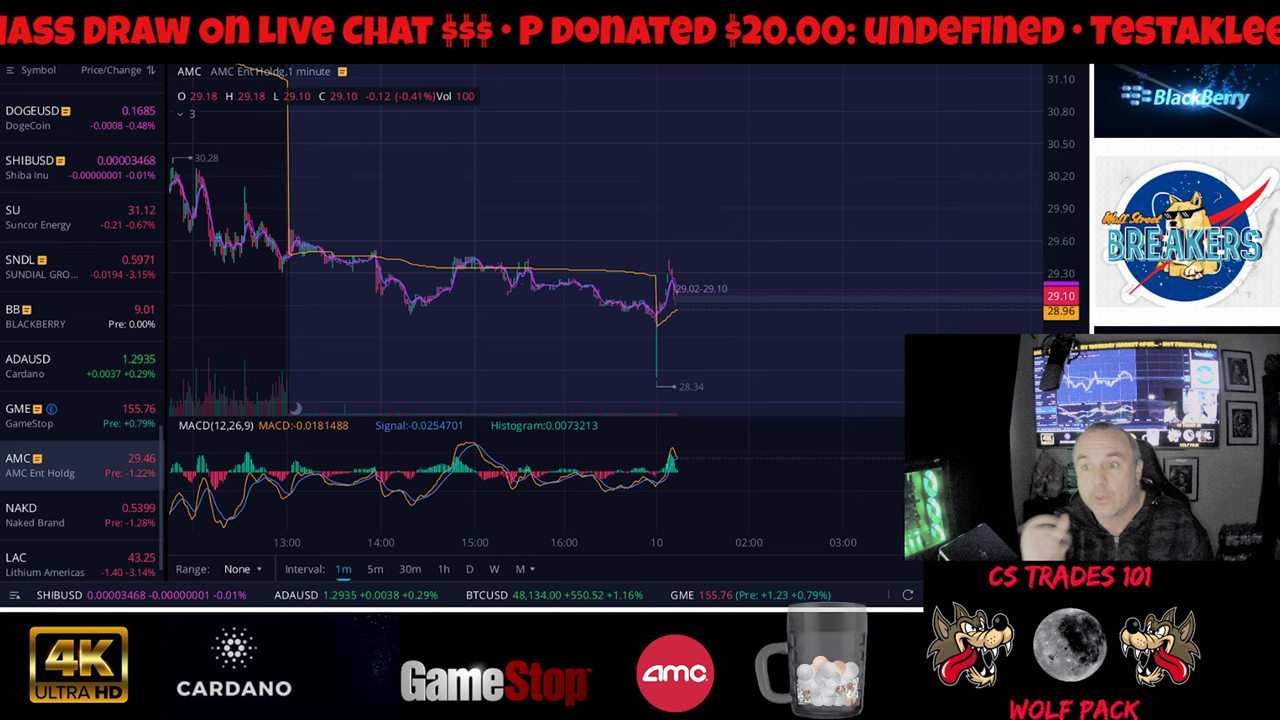 MASS DRAW ON LIVE CHAT $$$ • P DONATED $20.00: UNDEFINED • TESTAKLEE
Symbol Price/Change
DOGEUSD 0.1685
DogeCoin -0.0008 -0.48%
SHIBUSD 0.00003468
Shiba Inu -0.00000001 -0.01%
SU 31.12
Suncor Energy -0.21 -0.67%
SNDL 0.5971
SUNDIAL GRO... -0.0194 -3.15%
BB 9.01
BLACKBERRY Pre: 0.00%
ADAUSD 1.2935
Cardano +0.0037 +0.29%
GME E 155.76
GameStop Pre: +0.79%
AMC 29.46
AMC Ent Holdg Pre: -1.22%
NAKD 0.5399
Naked Brand Pre: -1.28%
LAC 43.25
Lithium Americas -1.40 -3.14%
AMC AMC Ent Holdg,1 minute
O 29.18 H 29.18 L 29.10 C 29.10 -0.12 (-0.41%) Vol 100
3
30.28
29.02-29.10
28.34
31.10
30.80
30.50
30.20
29.90
29.60
29.30
29.10
28.96
MACD(12,26,9) MACD:-0.0181488 Signal:-0.0254701 Histogram:0.0073213
13:00 14:00 15:00 16:00 10 02:00 03:00
Range: None Interval: 1m 5m 30m 1h D W M
SHIBUSD 0.00003468 -0.00000001 -0.01% ADAUSD 1.2935 +0.0038 +0.29% BTCUSD 48,134.00 +550.52 +1.16% GME 155.76 (Pre: +1.23 +0.79%)
BlackBerry
Wall Street
BREAKERS
CS TRADES 101
WOLF PACK
4K
ULTRA HD
CARDANO
GameStop
amc